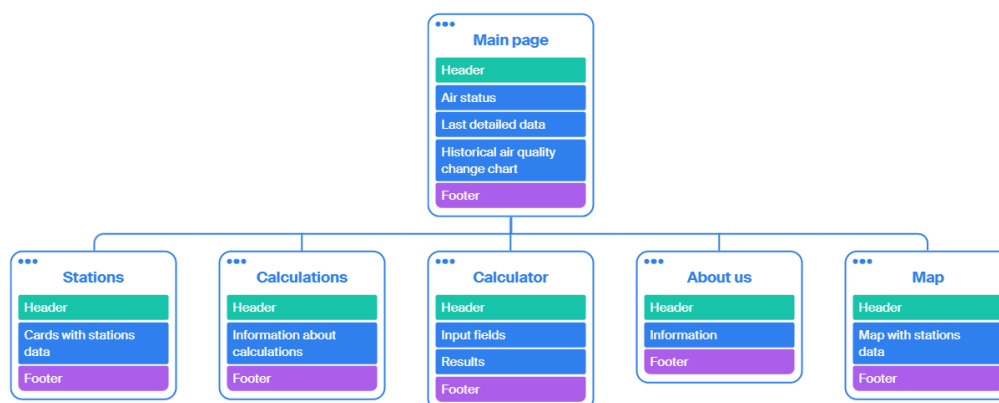 Main page
Header
Air status
Last detailed data
Historical air quality
change chart
Footer
Stations
Header
Cards with stations
data
Footer
Calculations
Header
Information about
calculations
Footer
Calculator
Header
Input fields
Results
Footer
About us
Header
Information
Footer
Map
Header
Map with stations
data
Footer